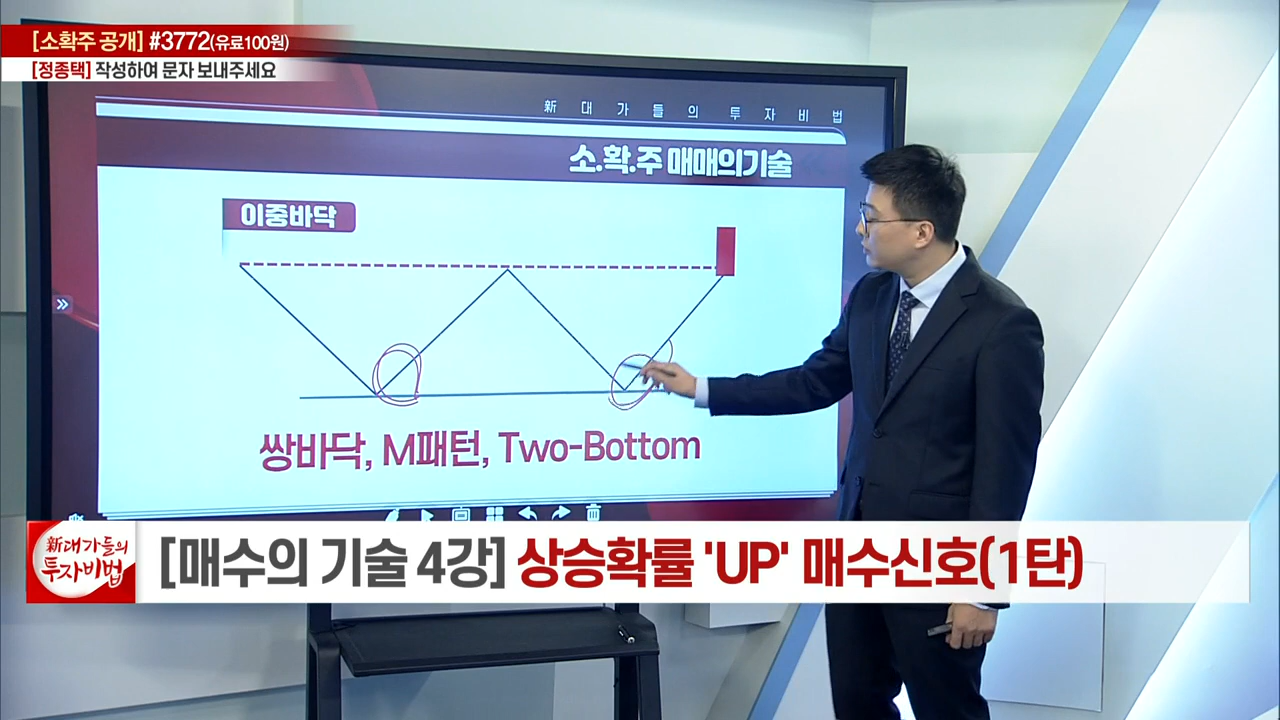 [소확주 공개] #3772(유료100원)
[정종택] 작성하여 문자 보내주세요
新 대 가 들 의 투 자 비 법
소.확.주 매매의기술
이중바닥
쌍바닥, M패턴, Two-Bottom
新대가들의
투자비법
[매수의 기술 4강] 상승확률 'UP' 매수신호(1탄)